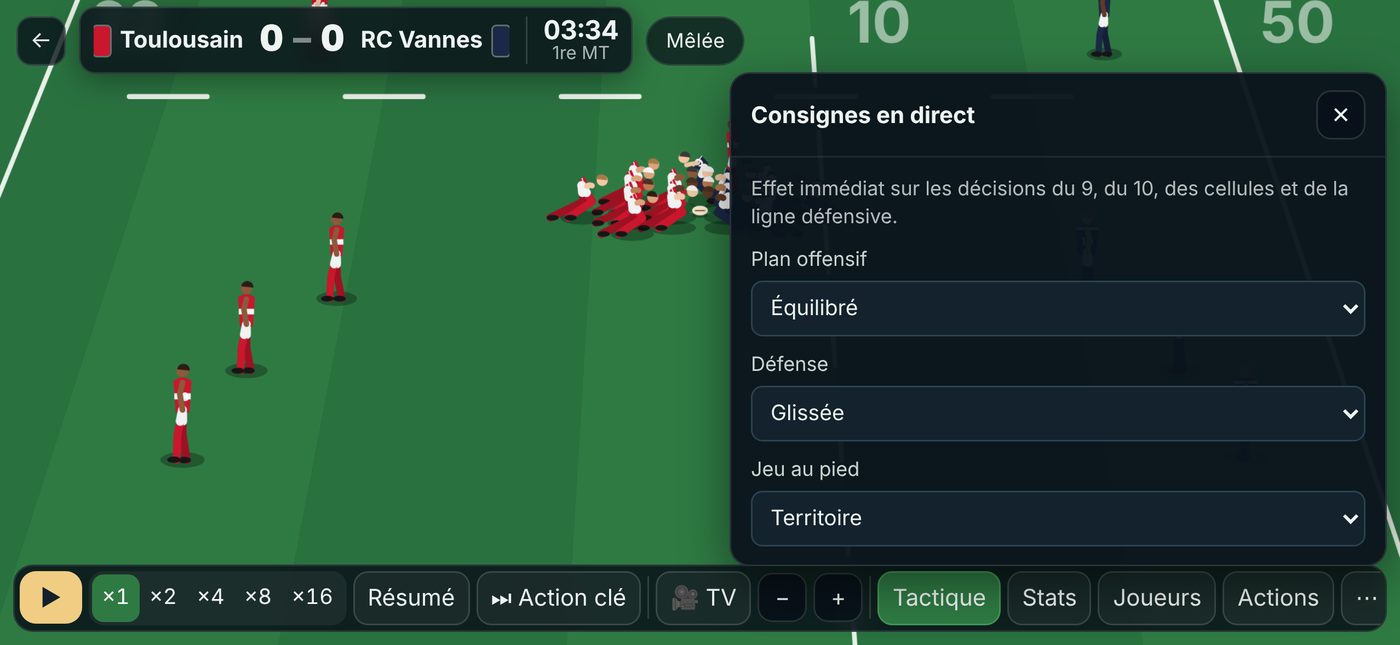 ←
Toulousain 0 – 0 RC Vannes
03:34
1re MT
Mêlée
10
50
Consignes en direct
✕
Effet immédiat sur les décisions du 9, du 10, des cellules et de la
ligne défensive.
Plan offensif
Équilibré
Défense
Glissée
Jeu au pied
Territoire
×1 ×2 ×4 ×8 ×16 Résumé ⏭ Action clé 🎥 TV − + Tactique Stats Joueurs Actions ⋯